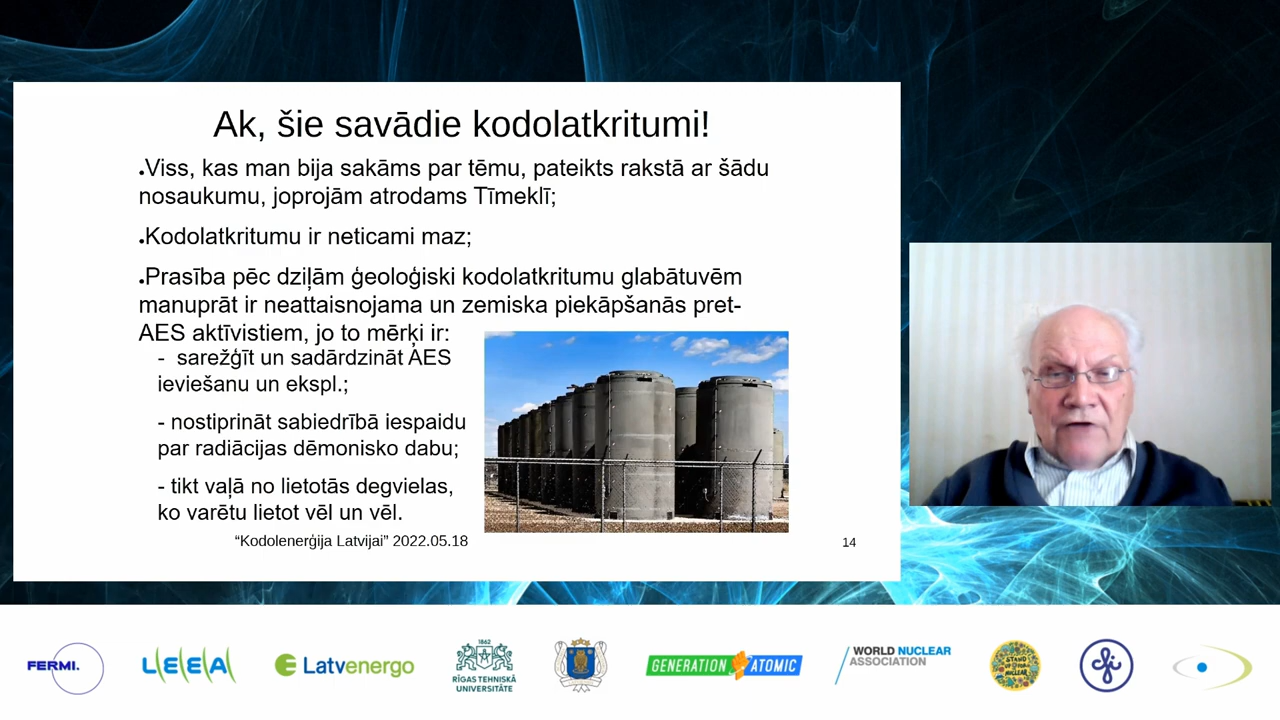 Ak, šie savādie kodolatkritumi!
•Viss, kas man bija sakāms par tēmu, pateikts rakstā ar šādu
nosaukumu, joprojām atrodams Tīmeklī;
•Kodolatkritumu ir neticami maz;
•Prasība pēc dziļām ģeoloģiski kodolatkritumu glabātuvēm
manuprāt ir neattaisnojama un zemiska piekāpšanās pret-
AES aktīvistiem, jo to mērķi ir:
- sarežģīt un sadārdzināt AES
ieviešanu un ekspl.;
- nostiprināt sabiedrībā iespaidu
par radiācijas dēmonisko dabu;
- tikt vaļā no lietotās degvielas,
ko varētu lietot vēl un vēl.
“Kodolenerģija Latvijai” 2022.05.18
14
FERMI.
LEEA
Latvenergo
1862
RĪGAS TEHNISKĀ
UNIVERSITĀTE
GENERATION ATOMIC
WORLD NUCLEAR
ASSOCIATION
STAND
UP FOR
NUCLEAR